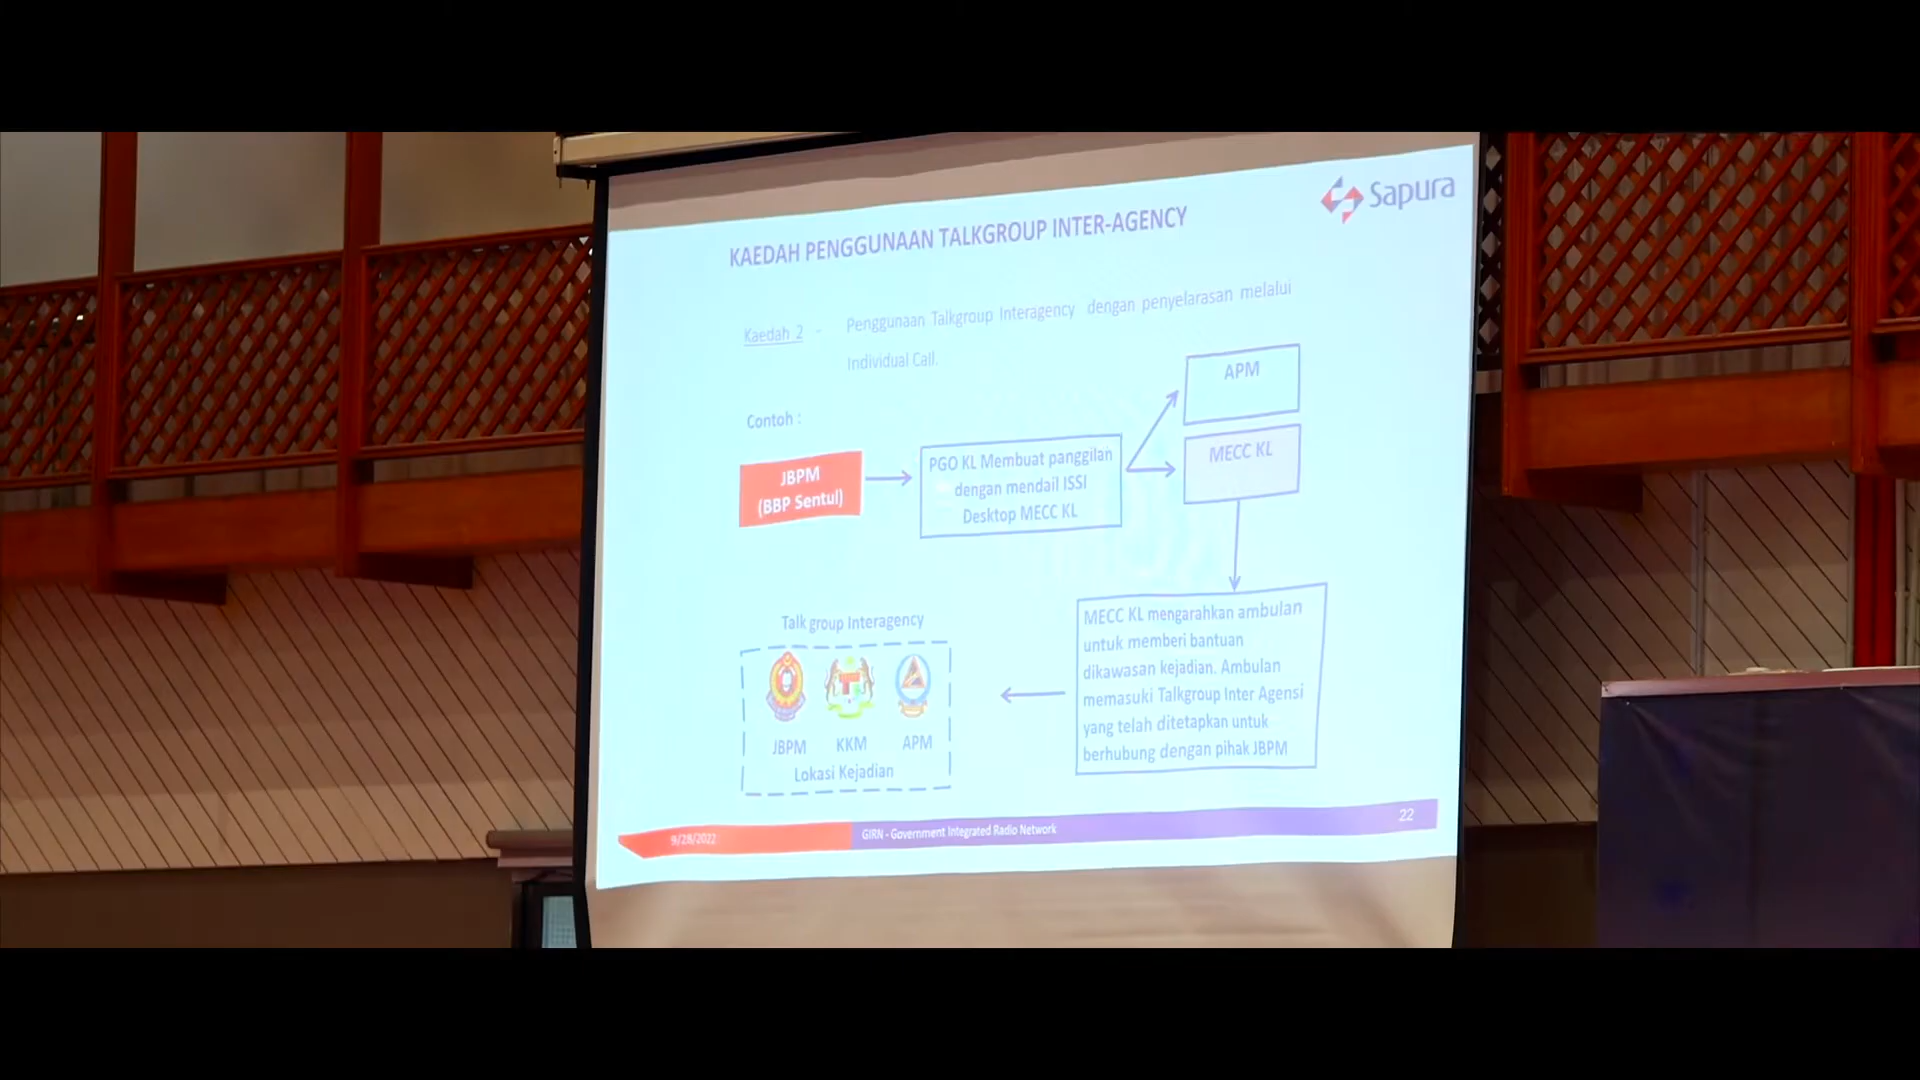 Sapura
KAEDAH PENGGUNAAN TALKGROUP INTER-AGENCY
Kaedah 2 - Penggunaan Talkgroup Interagency dengan penyelarasan melalui
Individual Call.
Contoh :
JBPM
(BBP Sentul)
PGO KL Membuat panggilan
dengan mendail ISSI
Desktop MECC KL
APM
MECC KL
MECC KL mengarahkan ambulan
untuk memberi bantuan
dikawasan kejadian. Ambulan
memasuki Talkgroup Inter Agensi
yang telah ditetapkan untuk
berhubung dengan pihak JBPM
Talk group Interagency
JBPM KKM APM
Lokasi Kejadian
9/28/2022
GIRN - Government Integrated Radio Network
22